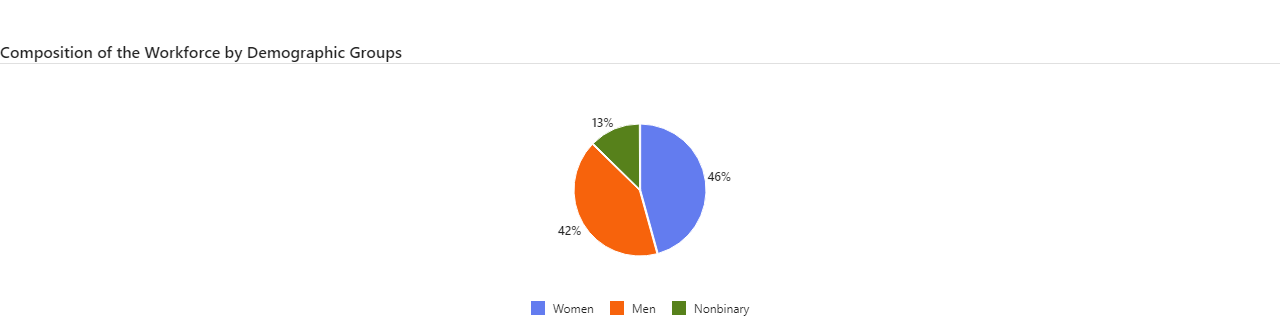 Composition of the Workforce by Demographic Groups
13%
46%
42%
Women Men Nonbinary